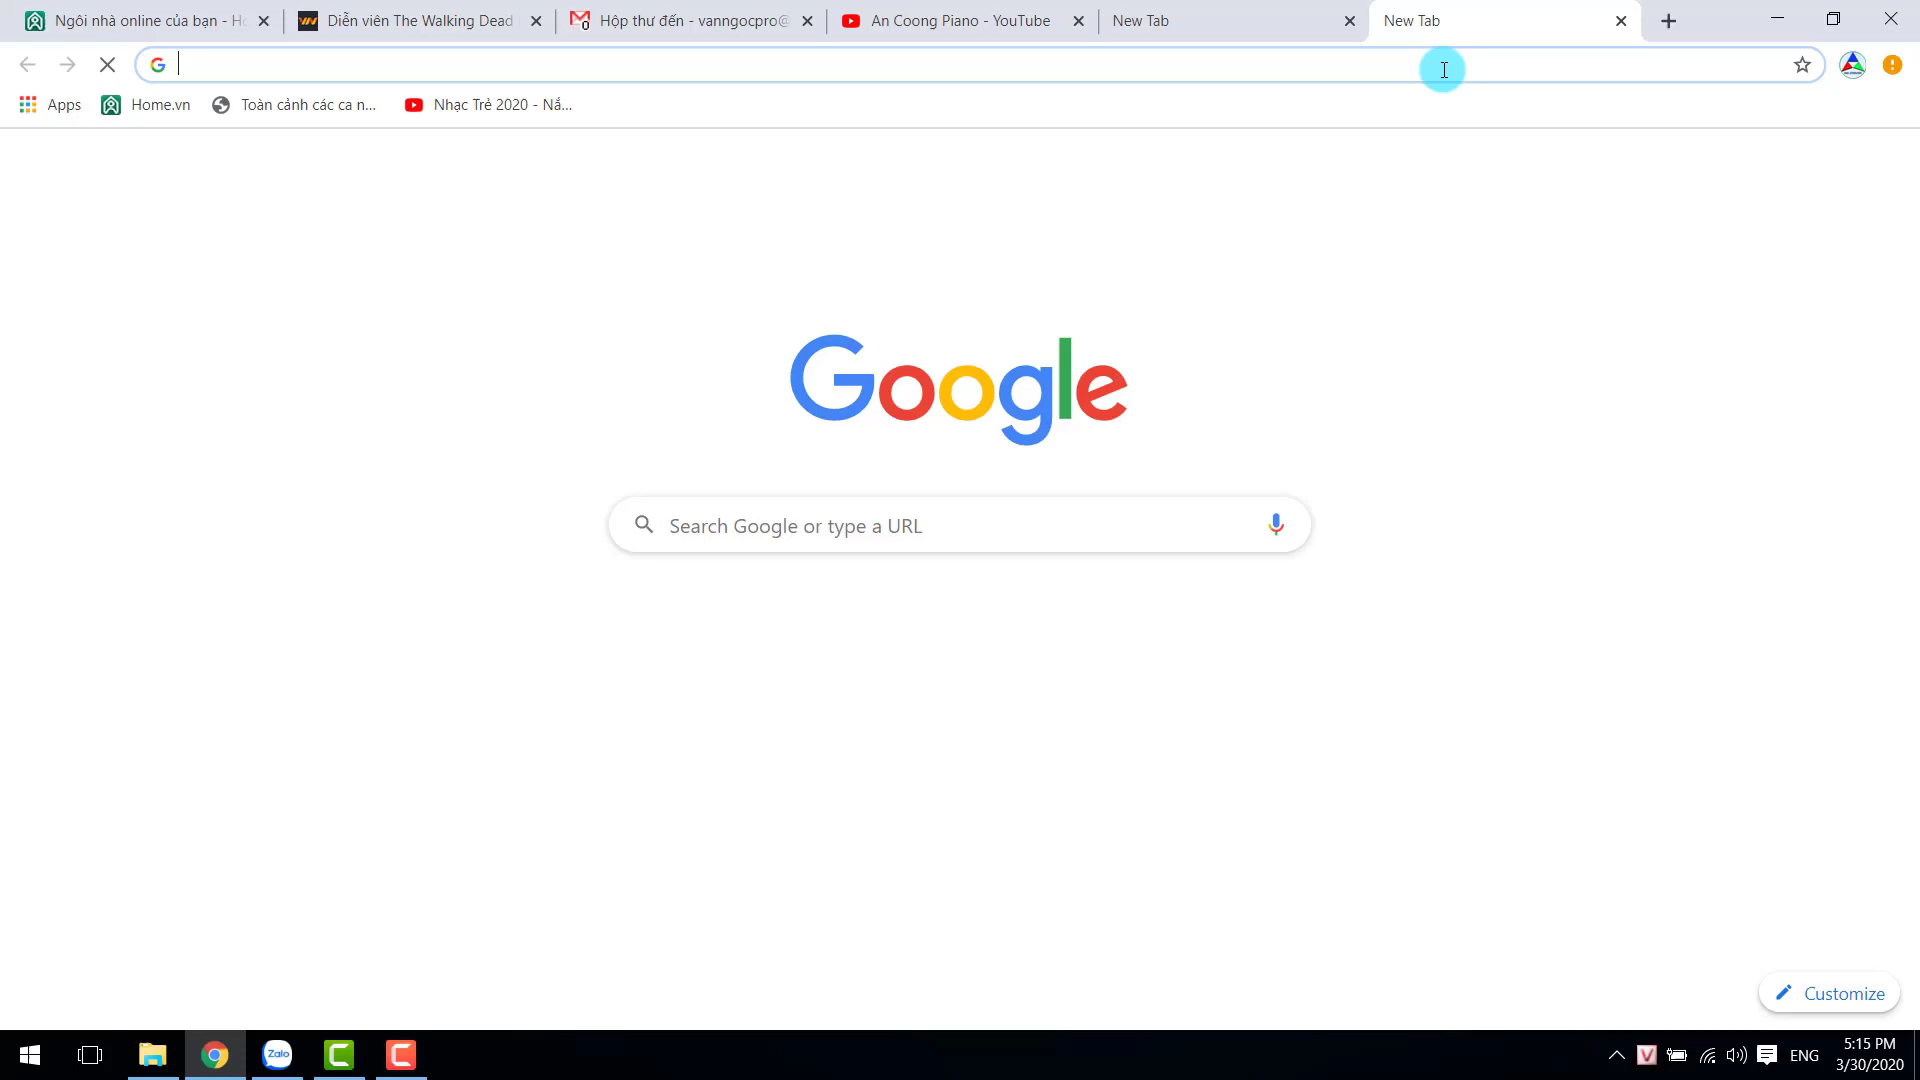 Ngôi nhà online của bạn - Ho
Diễn viên The Walking Dead
Hộp thư đến - vanngocpro@
An Coong Piano - YouTube
New Tab
New Tab
Apps
Home.vn
Toàn cảnh các ca n...
Nhạc Trẻ 2020 - Nắ...
Google
Search Google or type a URL
Customize
Zalo
ENG
5:15 PM
3/30/2020